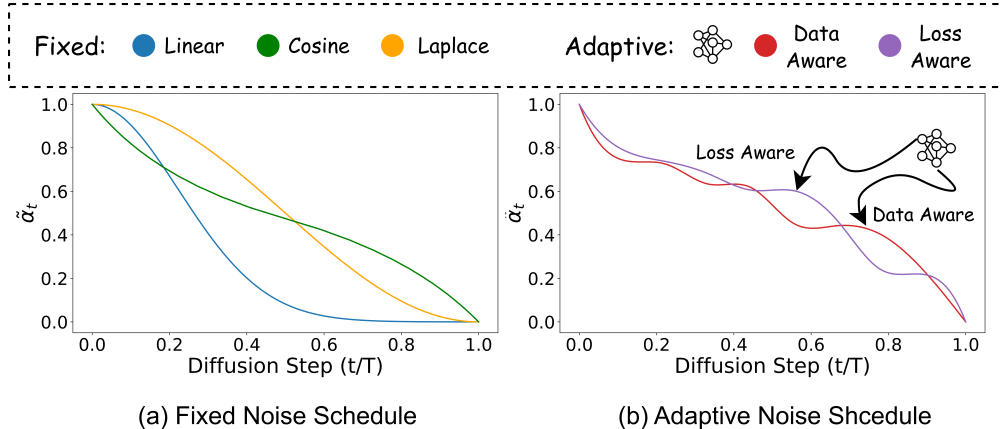 Fixed: Linear Cosine Laplace Adaptive: Data Aware Loss Aware
1.0
0.8
0.6
0.4
0.2
0.0
α̃t
0.0 0.2 0.4 0.6 0.8 1.0
Diffusion Step (t/T)
(a) Fixed Noise Schedule
1.0
0.8
0.6
0.4
0.2
0.0
α̃t
Loss Aware
Data Aware
0.0 0.2 0.4 0.6 0.8 1.0
Diffusion Step (t/T)
(b) Adaptive Noise Shcedule